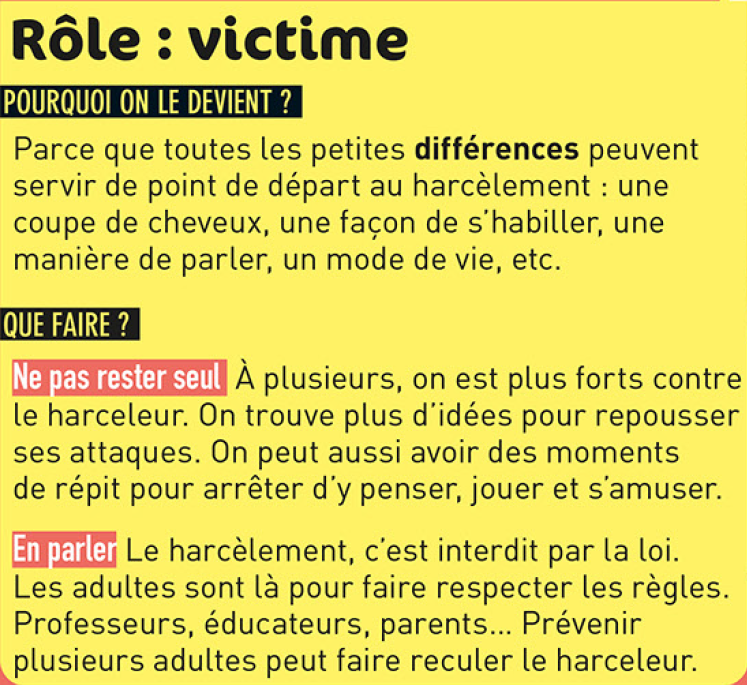 Rôle : victime
POURQUOI ON LE DEVIENT ?
Parce que toutes les petites différences peuvent
servir de point de départ au harcèlement : une
coupe de cheveux, une façon de s'habiller, une
manière de parler, un mode de vie, etc.
QUE FAIRE ?
Ne pas rester seul À plusieurs, on est plus forts contre
le harceleur. On trouve plus d'idées pour repousser
ses attaques. On peut aussi avoir des moments
de répit pour arrêter d'y penser, jouer et s'amuser.
En parler Le harcèlement, c'est interdit par la loi.
Les adultes sont là pour faire respecter les règles.
Professeurs, éducateurs, parents... Prévenir
plusieurs adultes peut faire reculer le harceleur.